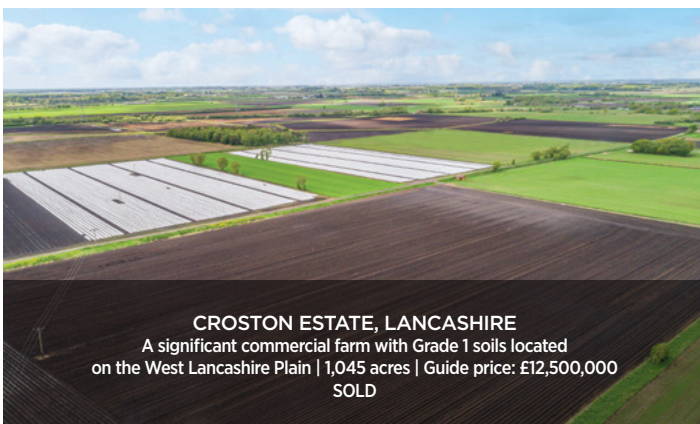 CROSTON ESTATE, LANCASHIRE
A significant commercial farm with Grade 1 soils located
on the West Lancashire Plain | 1,045 acres | Guide price: £12,500,000
SOLD